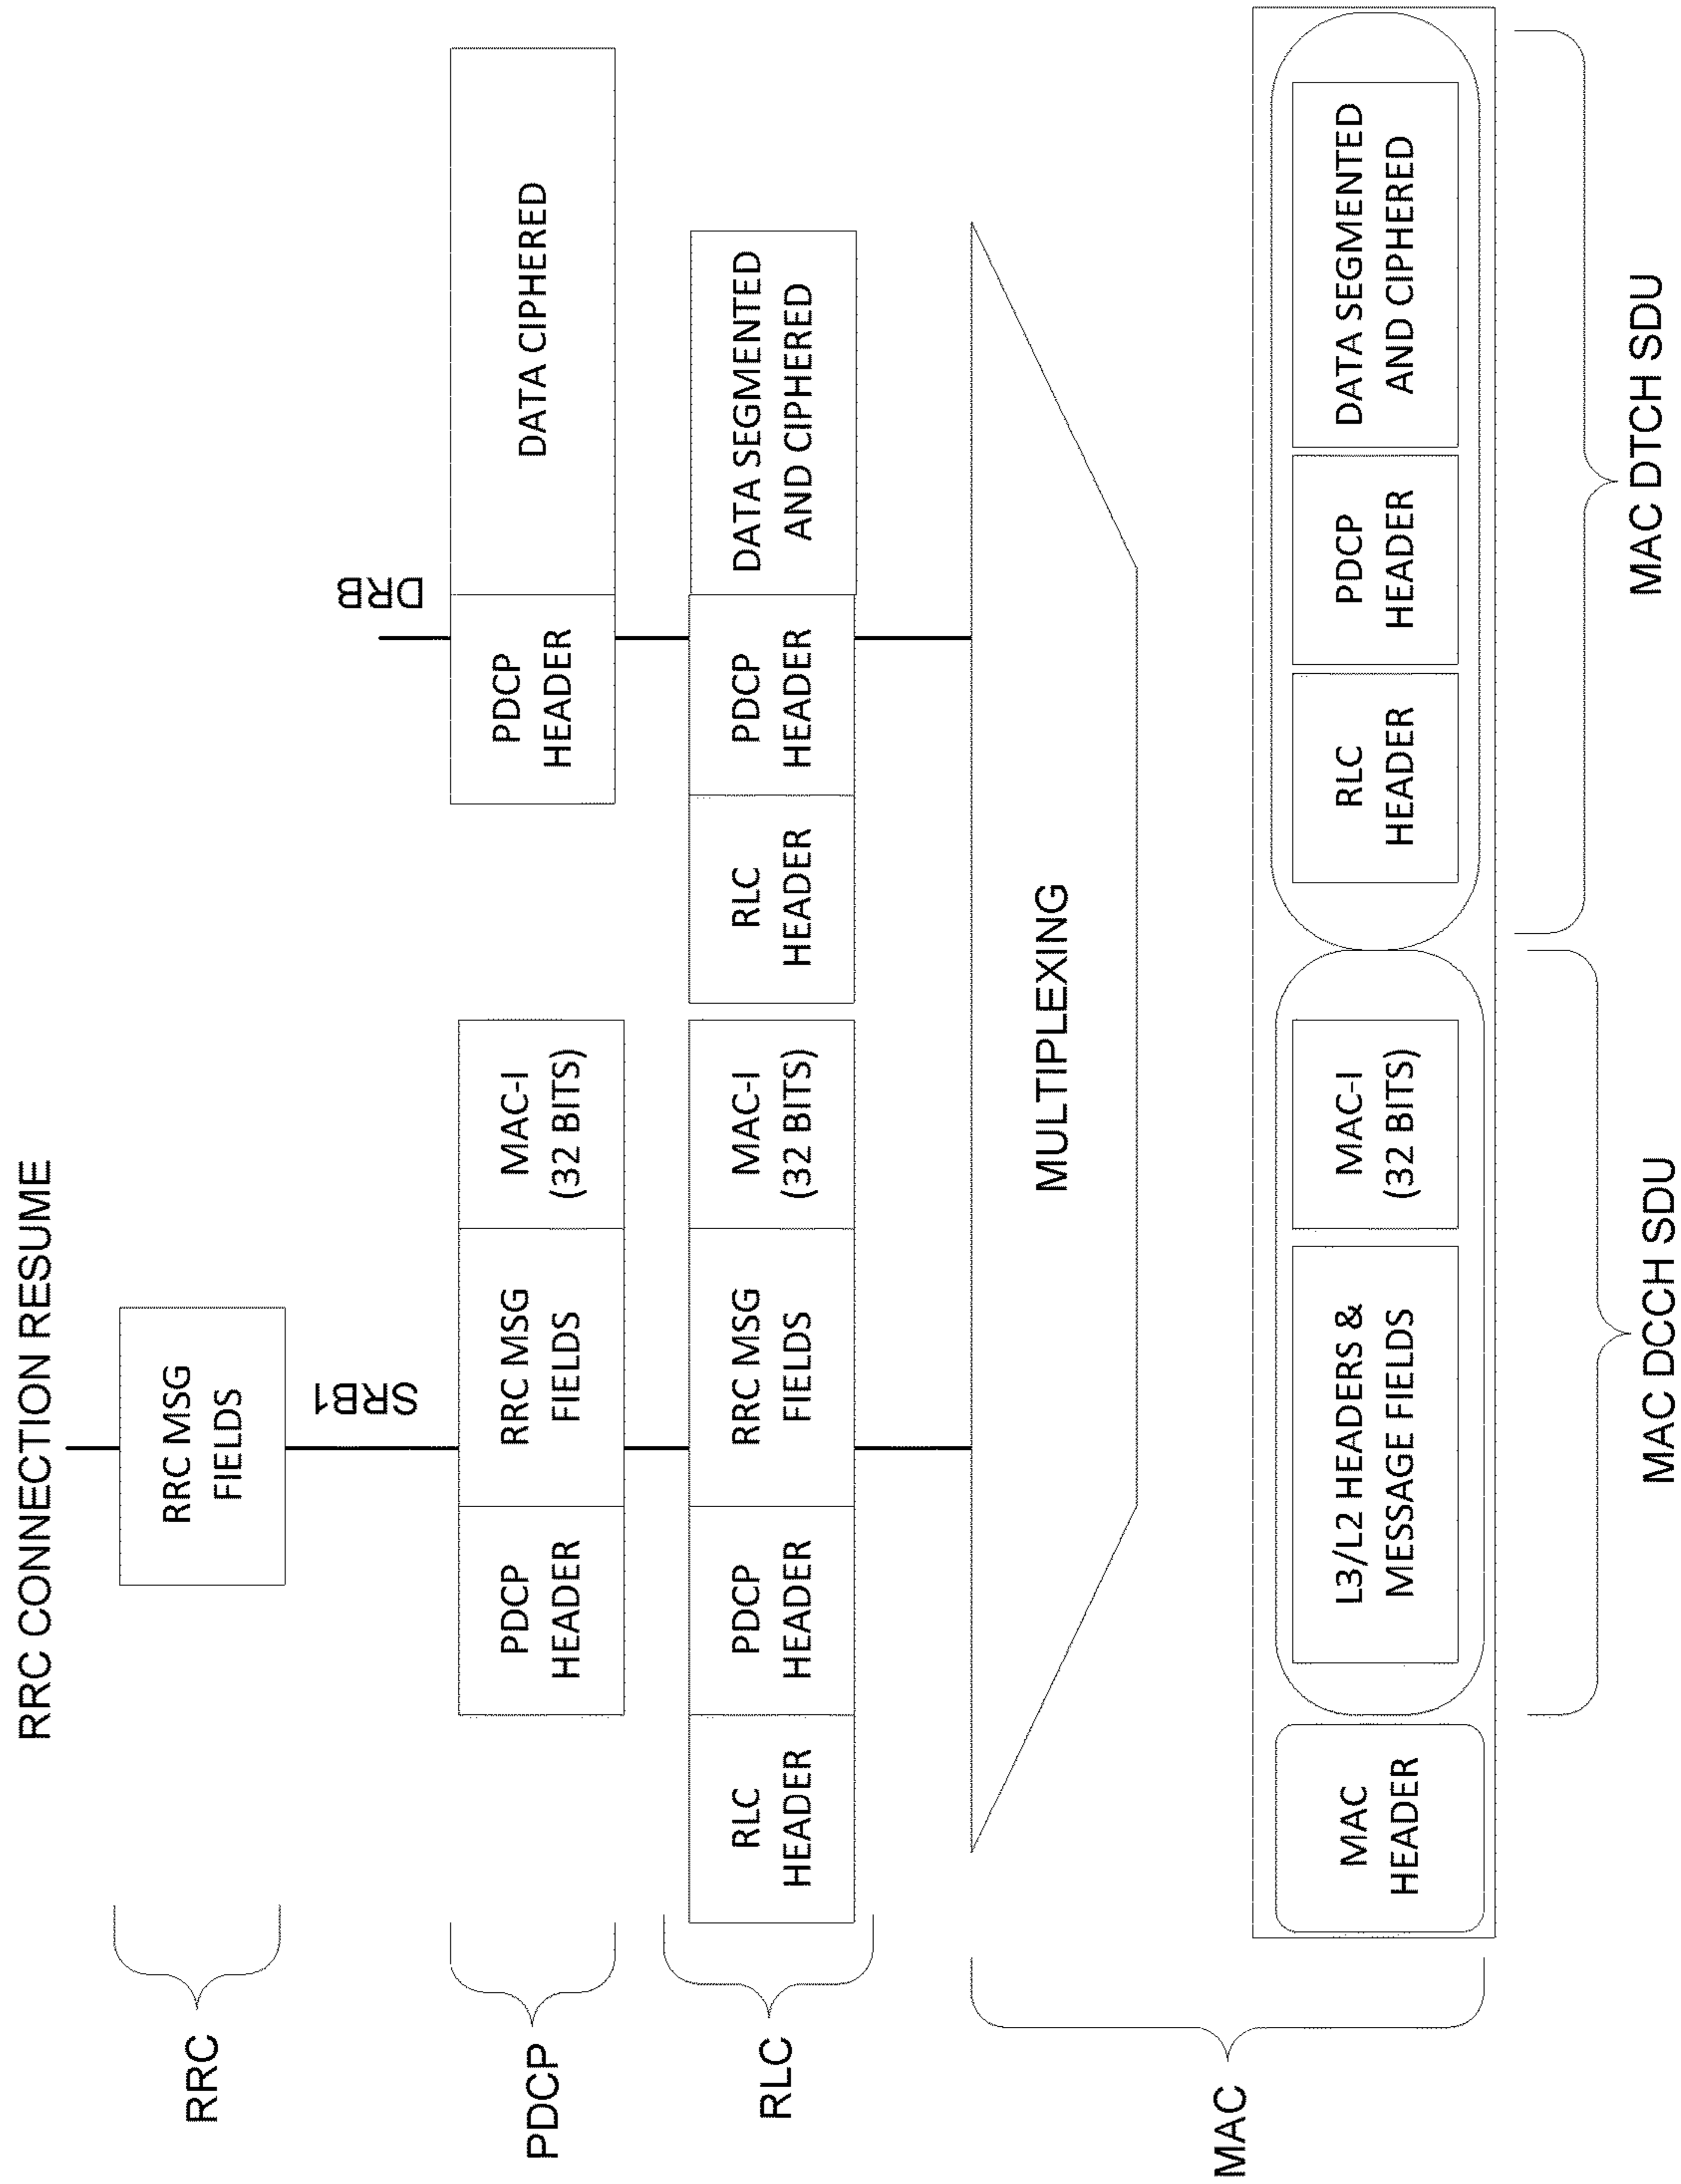 RRC CONNECTION RESUME
RRC
RRC MSG
FIELDS
SRB1
DRB
PDCP
PDCP
HEADER
RRC MSG
FIELDS
MAC-I
(32 BITS)
PDCP
HEADER
DATA CIPHERED
RLC
RLC
HEADER
PDCP
HEADER
RRC MSG
FIELDS
MAC-I
(32 BITS)
RLC
HEADER
PDCP
HEADER
DATA SEGMENTED
AND CIPHERED
MULTIPLEXING
MAC
MAC
HEADER
L3/L2 HEADERS &
MESSAGE FIELDS
MAC-I
(32 BITS)
RLC
HEADER
PDCP
HEADER
DATA SEGMENTED
AND CIPHERED
MAC DCCH SDU
MAC DTCH SDU